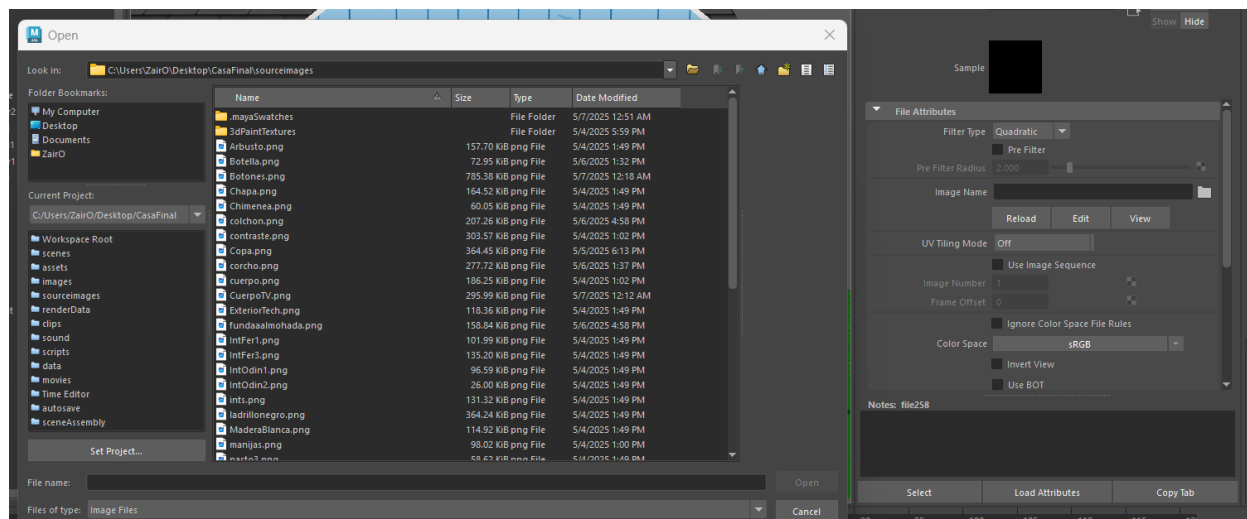 Open
Look in: C:\Users\ZairO\Desktop\CasaFinal\sourceimages
Folder Bookmarks:
My Computer
Desktop
Documents
ZairO
Current Project:
C:/Users/ZairO/Desktop/CasaFinal
Workspace Root
scenes
assets
images
sourceimages
renderData
clips
sound
scripts
data
movies
Time Editor
autosave
sceneAssembly
Set Project...
Name Size Type Date Modified
.mayaSwatches File Folder 5/7/2025 12:51 AM
3dPaintTextures File Folder 5/4/2025 5:59 PM
Arbusto.png 157.70 KiB png File 5/4/2025 1:49 PM
Botella.png 72.95 KiB png File 5/6/2025 1:32 PM
Botones.png 785.38 KiB png File 5/7/2025 12:18 AM
Chapa.png 164.52 KiB png File 5/4/2025 1:49 PM
Chimenea.png 60.05 KiB png File 5/4/2025 1:49 PM
colchon.png 207.26 KiB png File 5/6/2025 4:58 PM
contraste.png 303.57 KiB png File 5/4/2025 1:02 PM
Copa.png 364.45 KiB png File 5/5/2025 6:13 PM
corcho.png 277.72 KiB png File 5/6/2025 1:37 PM
cuerpo.png 186.25 KiB png File 5/4/2025 1:02 PM
CuerpoTV.png 295.99 KiB png File 5/7/2025 12:12 AM
ExteriorTech.png 118.36 KiB png File 5/4/2025 1:49 PM
fundaaalmohada.png 158.84 KiB png File 5/6/2025 4:58 PM
IntFer1.png 101.99 KiB png File 5/4/2025 1:49 PM
IntFer3.png 135.20 KiB png File 5/4/2025 1:49 PM
IntOdin1.png 96.59 KiB png File 5/4/2025 1:49 PM
IntOdin2.png 26.00 KiB png File 5/4/2025 1:49 PM
ints.png 131.32 KiB png File 5/4/2025 1:49 PM
ladrillonegro.png 364.24 KiB png File 5/4/2025 1:49 PM
MaderaBlanca.png 114.92 KiB png File 5/4/2025 1:49 PM
manijas.png 98.02 KiB png File 5/4/2025 1:00 PM
pasto3.png 58.62 KiB png File 5/4/2025 1:49 PM
File name:
Open
Files of type: Image Files
Cancel
Show Hide
Sample
File Attributes
Filter Type Quadratic
Pre Filter
Pre Filter Radius 2.000
Image Name
Reload Edit View
UV Tiling Mode Off
Use Image Sequence
Image Number 1
Frame Offset 0
Ignore Color Space File Rules
Color Space sRGB
Invert View
Use BOT
Notes: file258
Select Load Attributes Copy Tab